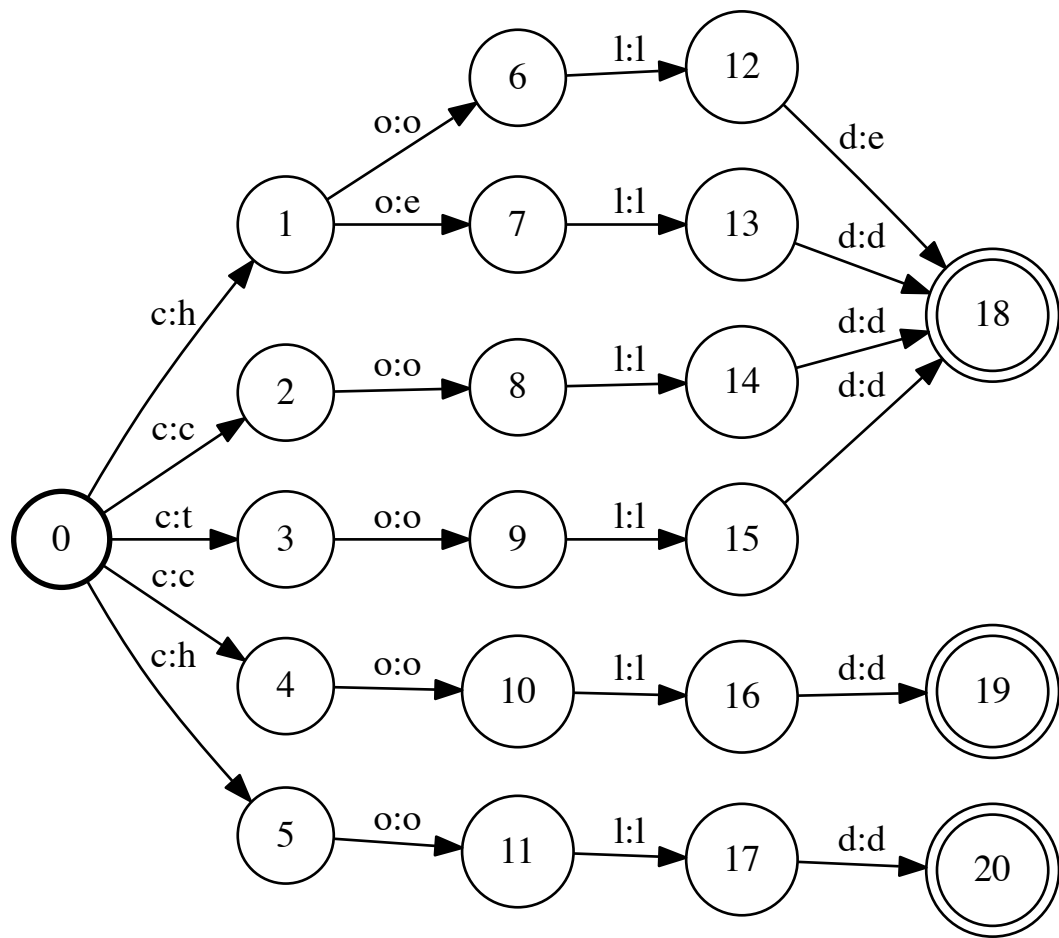 6 l:l 12
o:o d:e
1 o:e 7 l:l 13 d:d
c:h 18
2 o:o 8 l:l 14 d:d
c:c d:d
0 c:t 3 o:o 9 l:l 15
c:c
c:h 4 o:o 10 l:l 16 d:d 19
5 o:o 11 l:l 17 d:d 20